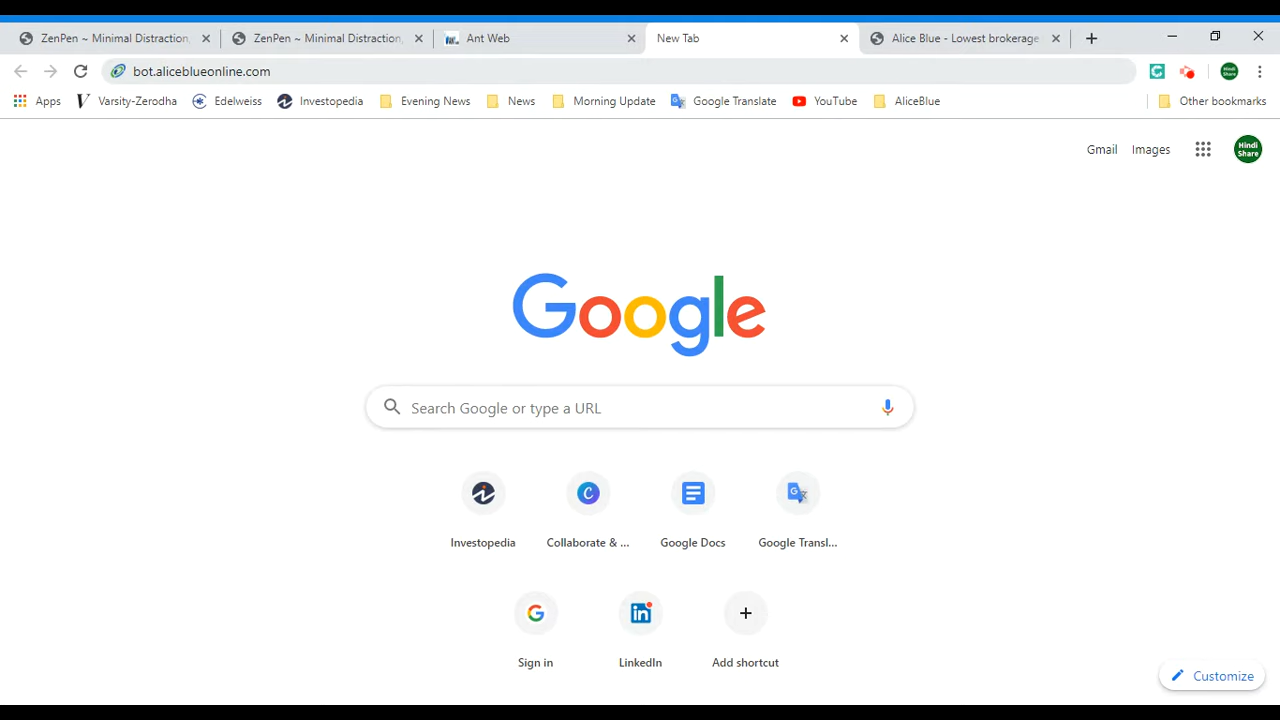 ZenPen ~ Minimal Distraction,
ZenPen ~ Minimal Distraction,
Ant Web
New Tab
Alice Blue - Lowest brokerage
bot.aliceblueonline.com
Apps
Varsity-Zerodha
Edelweiss
Investopedia
Evening News
News
Morning Update
Google Translate
YouTube
AliceBlue
Other bookmarks
Gmail
Images
Hindi
Share
Google
Search Google or type a URL
Investopedia
Collaborate & ...
Google Docs
Google Transl...
Sign in
LinkedIn
Add shortcut
Customize